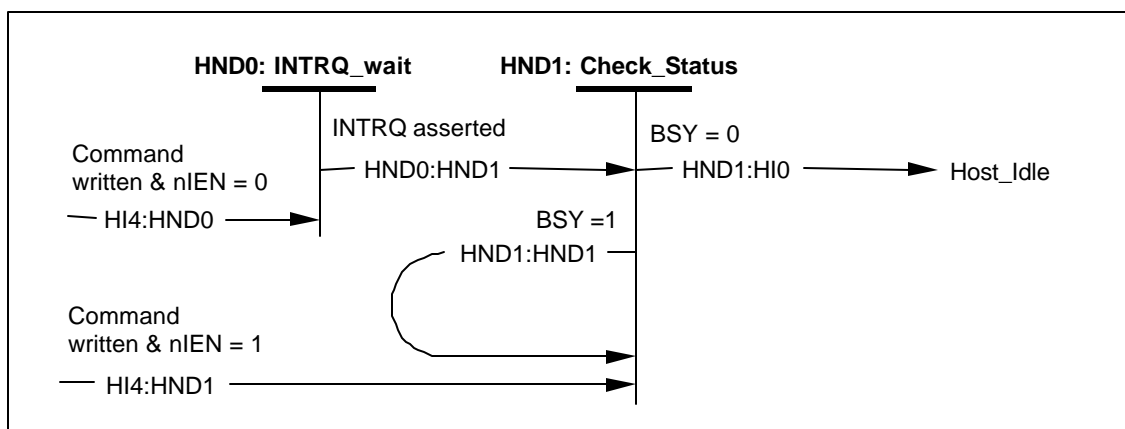 HND0: INTRQ_wait
HND1: Check_Status
INTRQ asserted
BSY = 0
Command
written & nIEN = 0
HND0:HND1
HND1:HI0
Host_Idle
HI4:HND0
BSY =1
HND1:HND1
Command
written & nIEN = 1
HI4:HND1